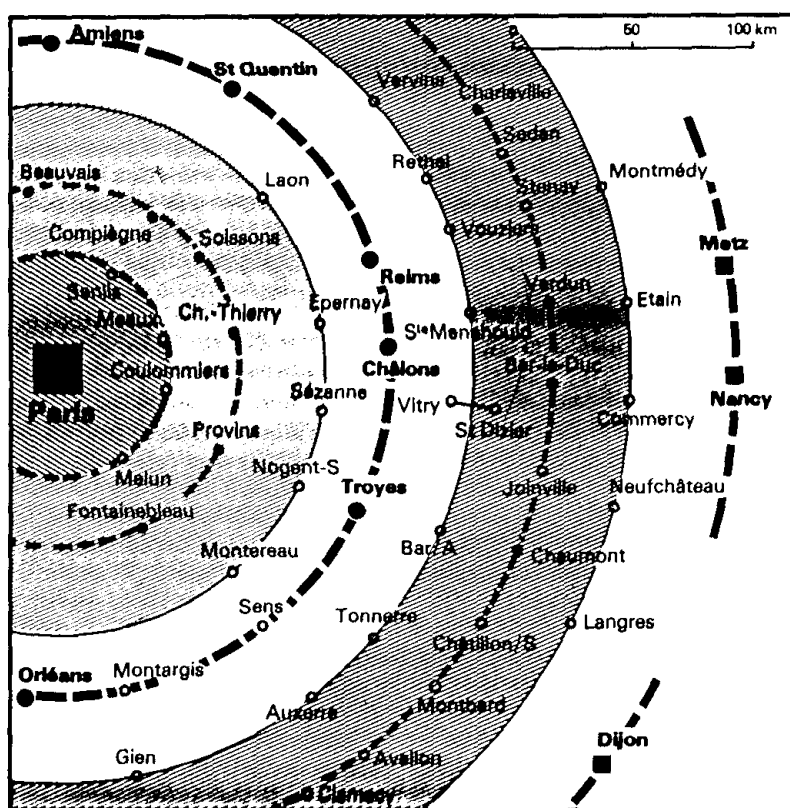 50
100 km
Amiens
St Quentin
Vervins
Charleville
Sedan
Beauvais
Laon
Rethel
Stenay
Montmédy
Compiègne
Soissons
Vouziers
Metz
Senlis
Reims
Verdun
Etain
Meaux
Ch.-Thierry
Epernay
Ste Menehould
Coulommiers
Châlons
Bar-le-Duc
Paris
Sézanne
Vitry
St Dizier
Commercy
Nancy
Provins
Melun
Nogent-S
Joinville
Neufchâteau
Fontainebleau
Troyes
Montereau
Bar/A
Chaumont
Sens
Tonnerre
Châtillon/S
Langres
Orléans
Montargis
Auxerre
Montbard
Gien
Avallon
Dijon
Clamecy